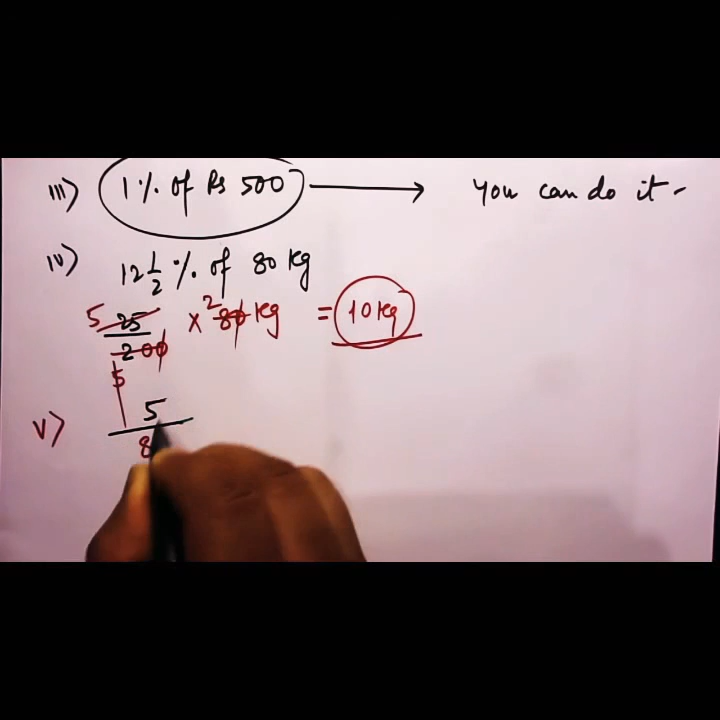 iii) 1% of Rs 500 → You can do it -
iv) 12 1/2 % of 80 kg
5 25/200 5 x 2 80 kg = 10 kg
v) 5/8